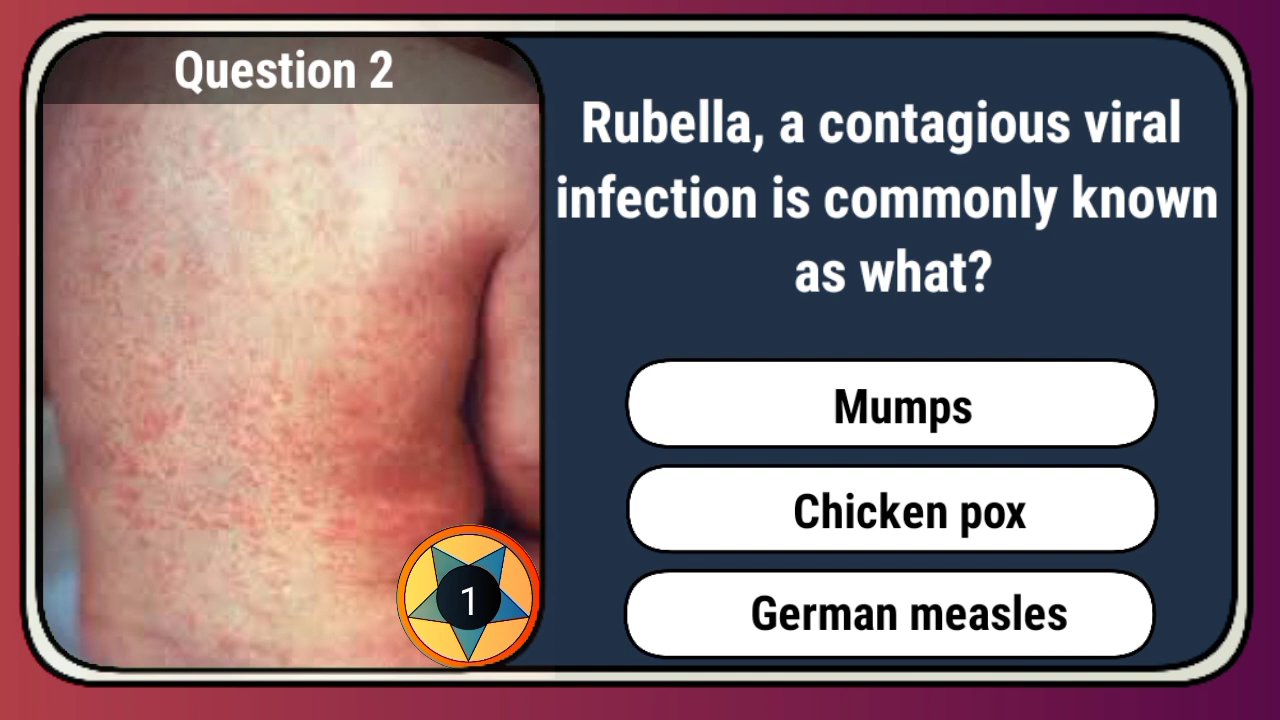 Question 2
Rubella, a contagious viral
infection is commonly known
as what?
Mumps
Chicken pox
German measles
1